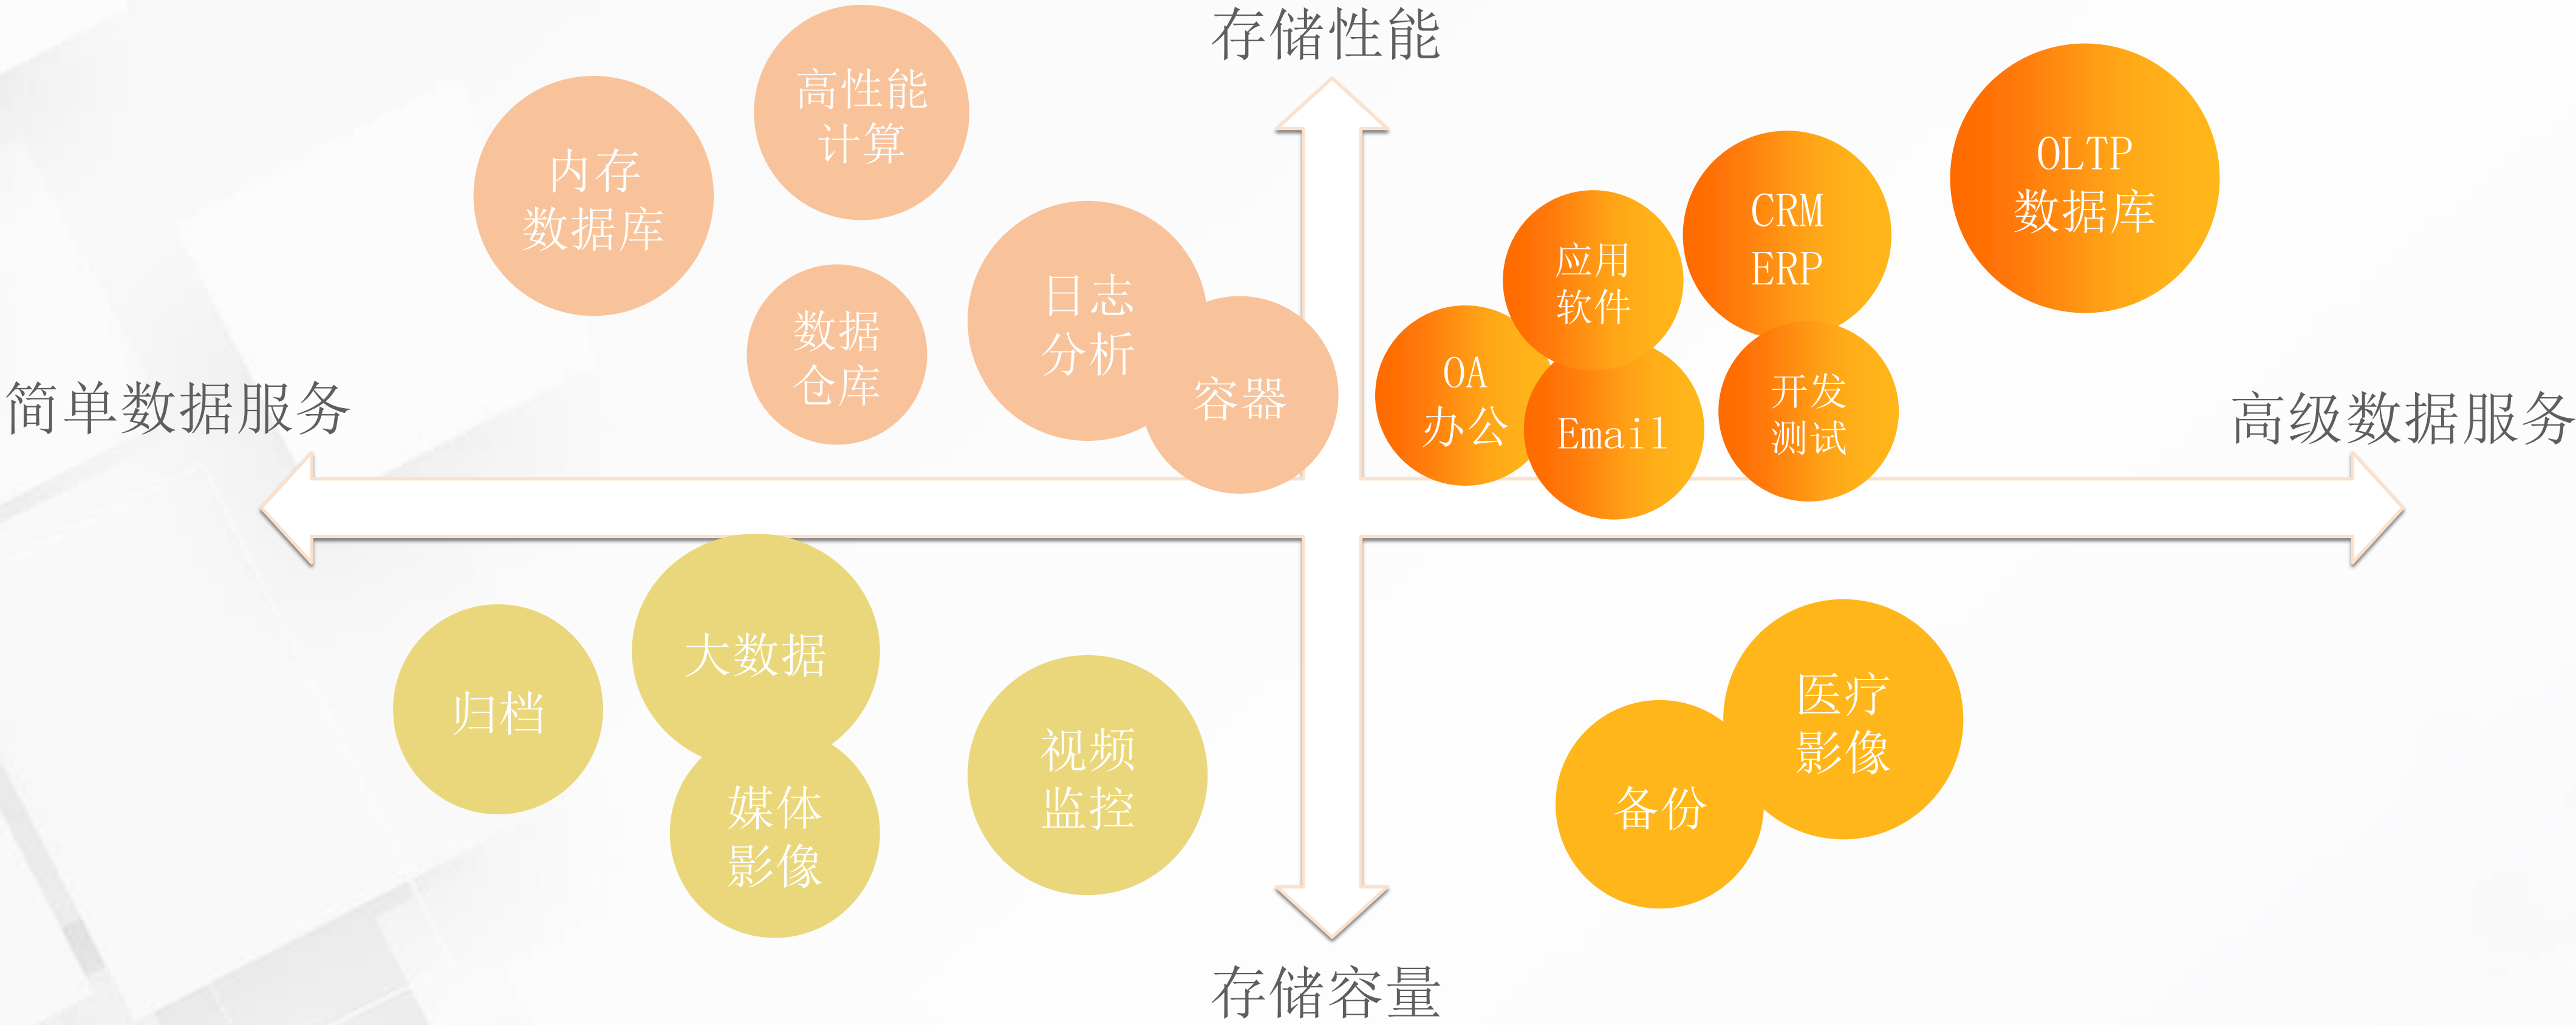 存储性能
高性能
计算
内存
数据库
OLTP
数据库
CRM
ERP
应用
软件
日志
分析
数据
仓库
容器
OA
办公
Email
开发
测试
简单数据服务
高级数据服务
大数据
归档
媒体
影像
视频
监控
医疗
影像
备份
存储容量